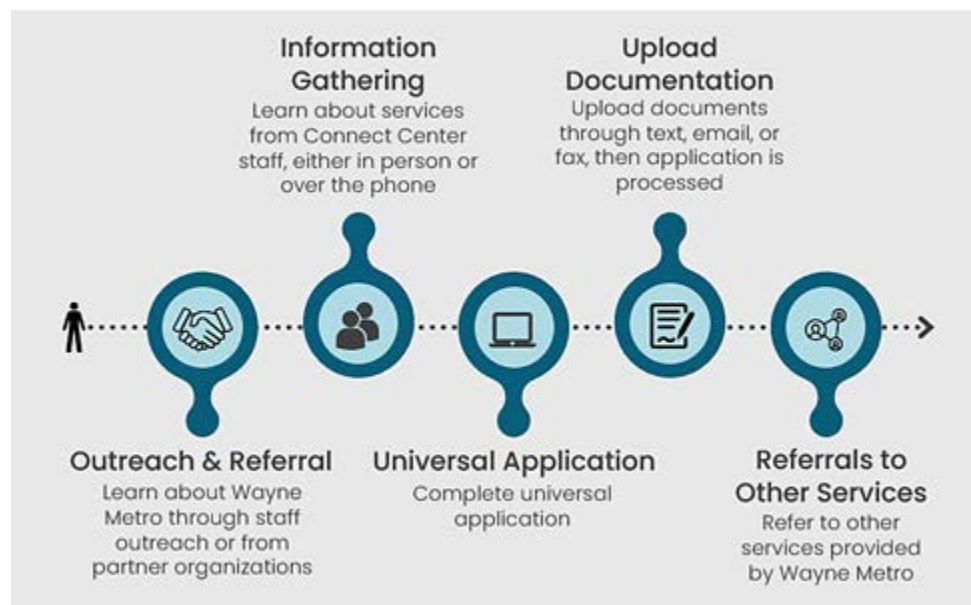 Information
Gathering
Learn about services
from Connect Center
staff, either in person or
over the phone
Upload
Documentation
Upload documents
through text, email, or
fax, then application is
processed
Outreach & Referral
Learn about Wayne
Metro through staff
outreach or from
partner organizations
Universal Application
Complete universal
application
Referrals to
Other Services
Refer to other
services provided
by Wayne Metro